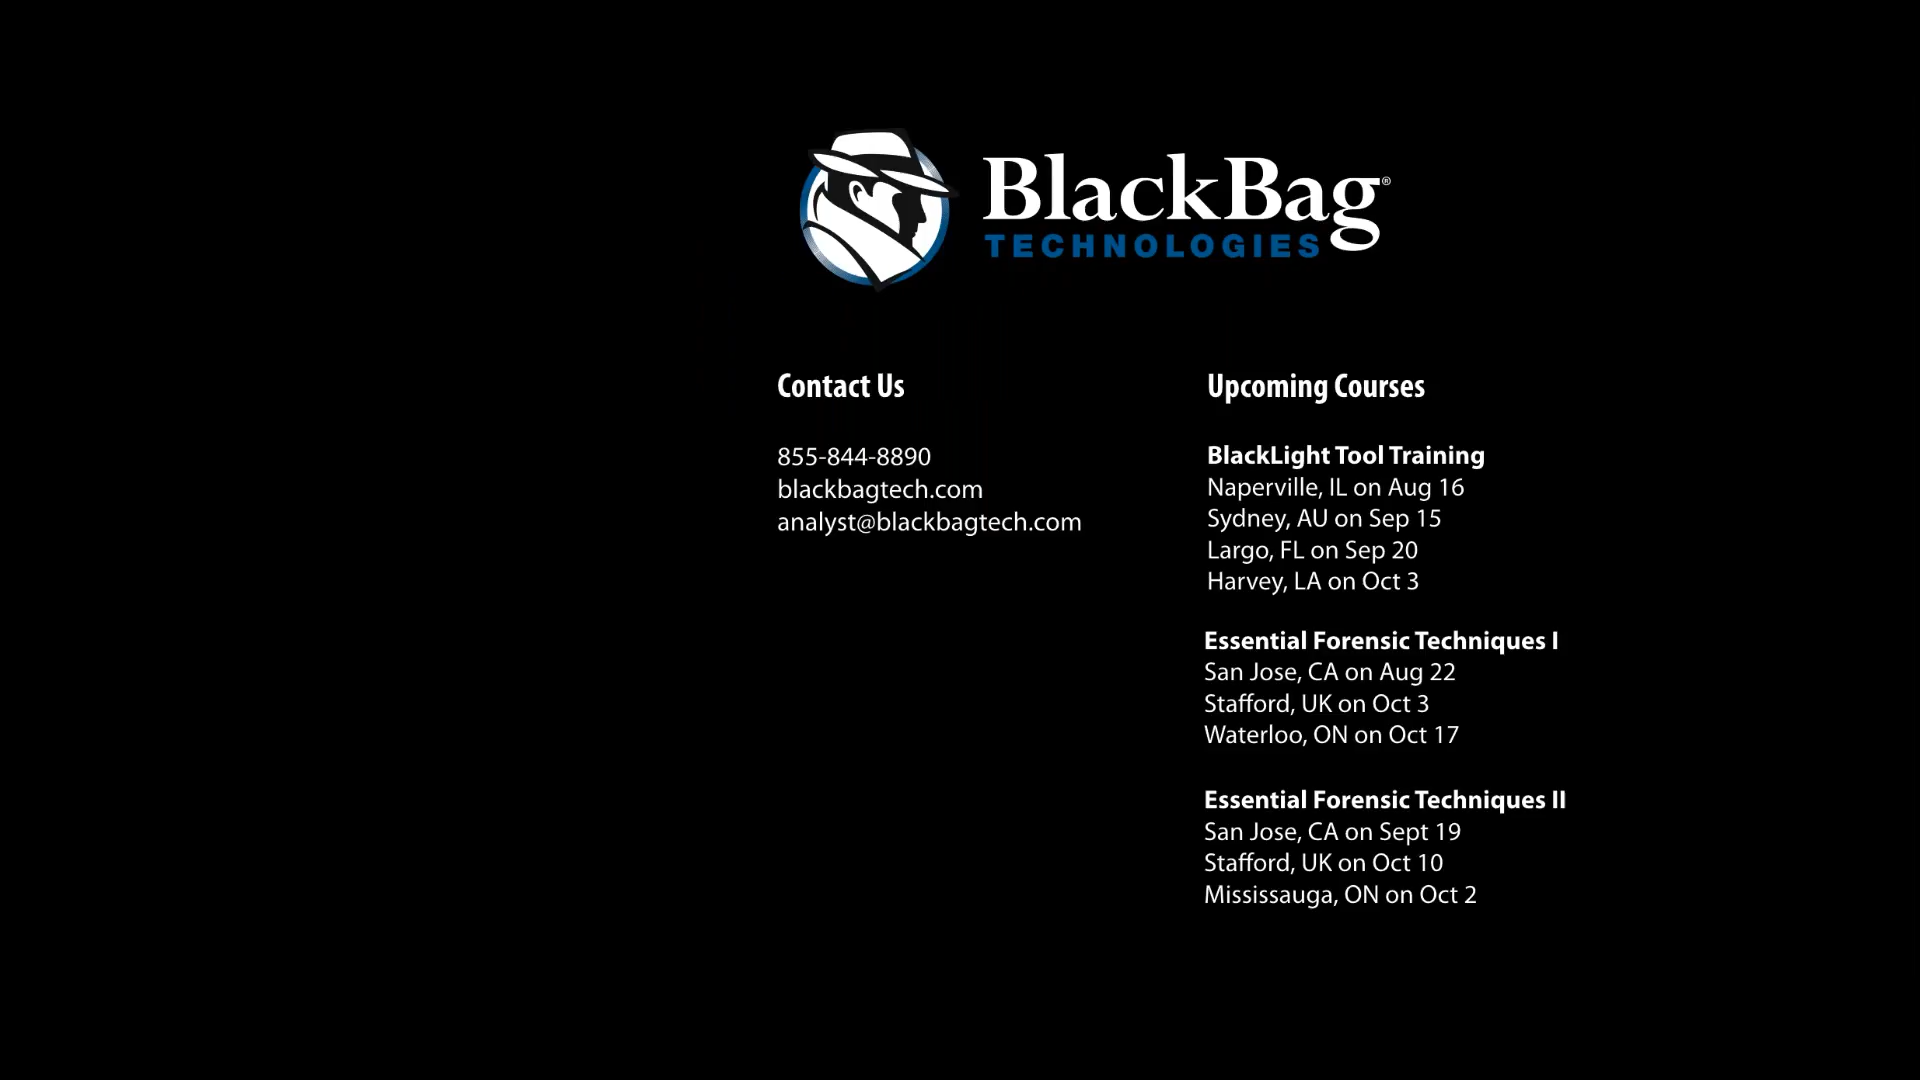 BlackBag®
TECHNOLOGIES
Contact Us
855-844-8890
blackbagtech.com
analyst@blackbagtech.com
Upcoming Courses
BlackLight Tool Training
Naperville, IL on Aug 16
Sydney, AU on Sep 15
Largo, FL on Sep 20
Harvey, LA on Oct 3
Essential Forensic Techniques I
San Jose, CA on Aug 22
Stafford, UK on Oct 3
Waterloo, ON on Oct 17
Essential Forensic Techniques II
San Jose, CA on Sept 19
Stafford, UK on Oct 10
Mississauga, ON on Oct 2